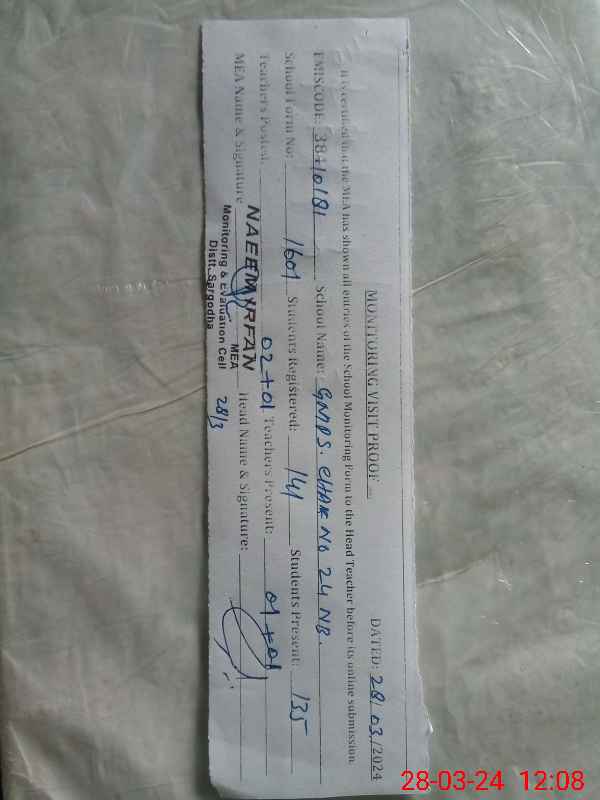 MONITORING VISIT PROOF
DATED: 28/03/2024
It is certified that the MEA has shown all entries of the School Monitoring Form to the Head Teacher before its online submission.
EMISCODE: 38410181 School Name: GMPS. CHAK NO 24 NB.
School Form No: 1601 Students Registered: 141 Students Present: 135
Teachers Posted: 02+01 Teachers Present: 01+01
MEA Name & Signature: NAEEM IRFAN Head Name & Signature:
MEA
Monitoring & Evaluation Cell
Distt. Sargodha
28/3
28-03-24 12:08